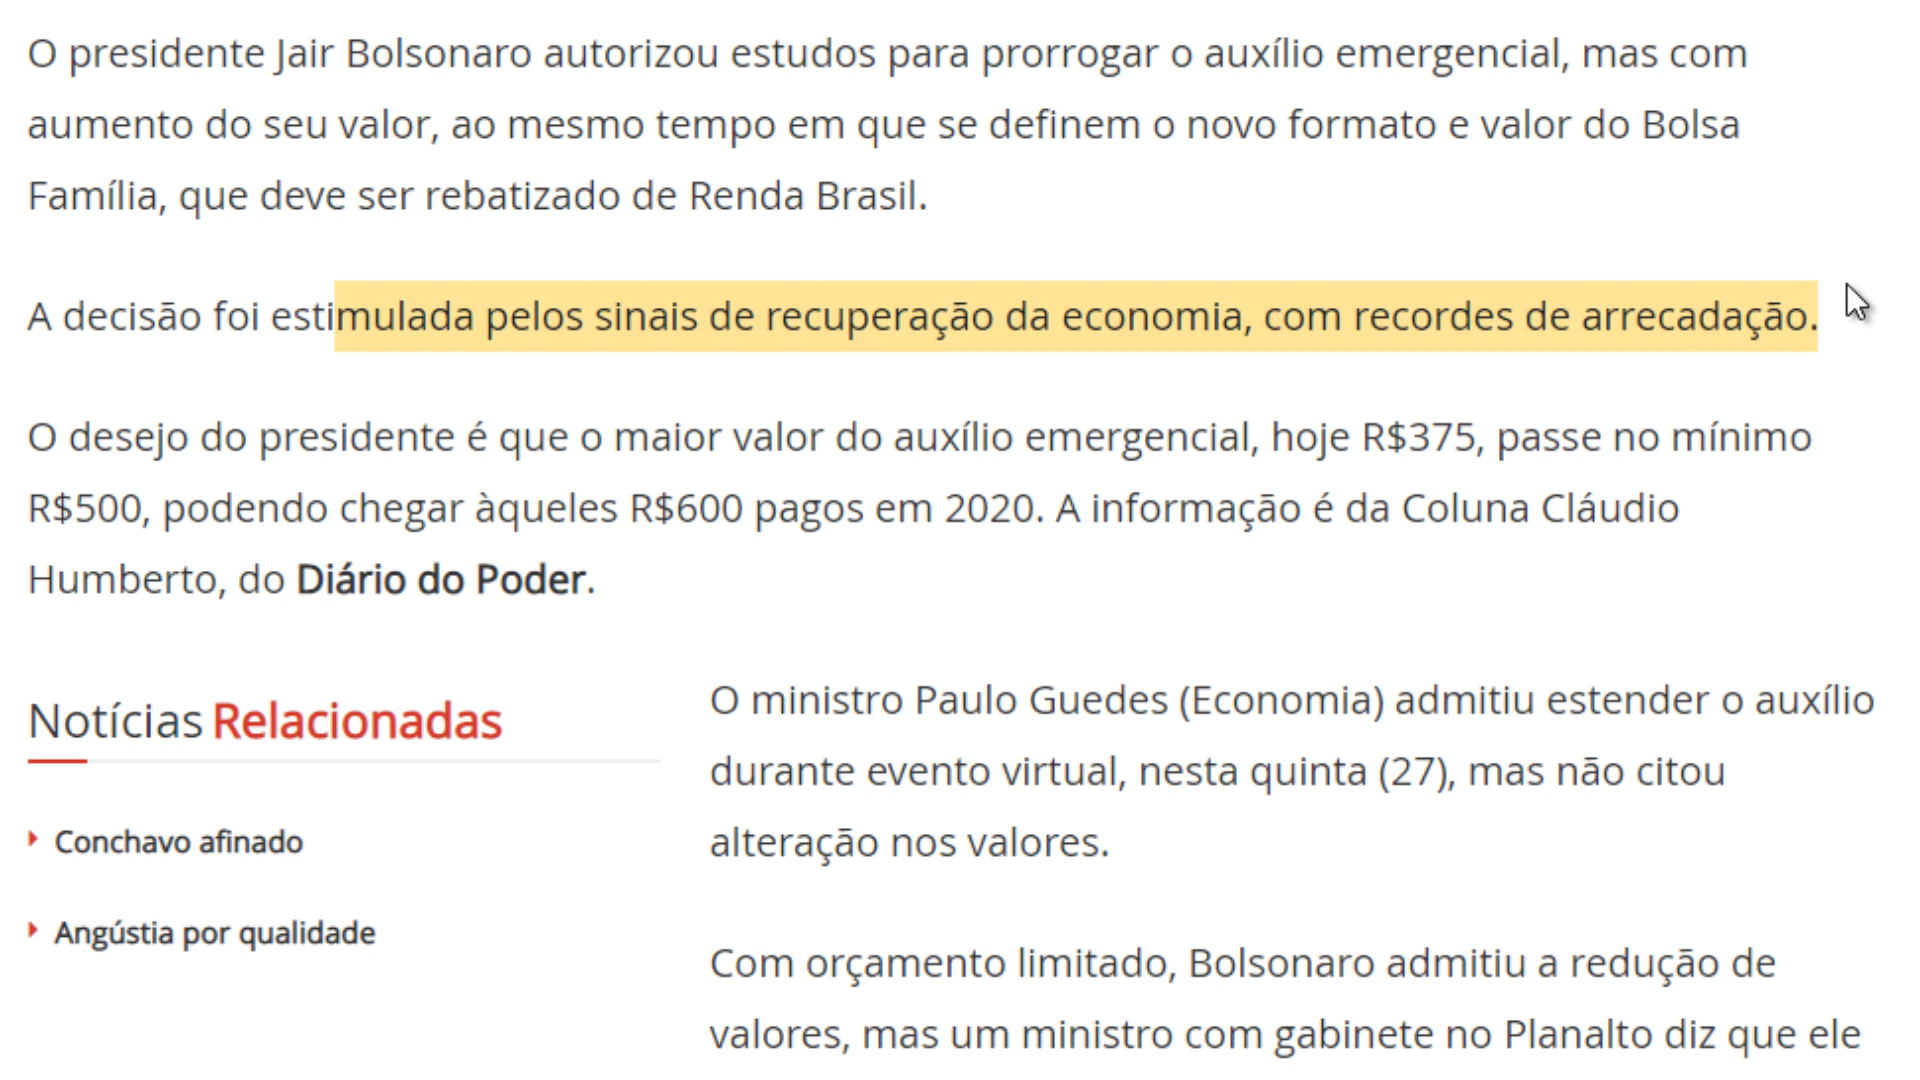 O presidente Jair Bolsonaro autorizou estudos para prorrogar o auxílio emergencial, mas com
aumento do seu valor, ao mesmo tempo em que se definem o novo formato e valor do Bolsa
Família, que deve ser rebatizado de Renda Brasil.
A decisão foi estimulada pelos sinais de recuperação da economia, com recordes de arrecadação.
O desejo do presidente é que o maior valor do auxílio emergencial, hoje R$375, passe no mínimo
R$500, podendo chegar àqueles R$600 pagos em 2020. A informação é da Coluna Cláudio
Humberto, do Diário do Poder.
Notícias Relacionadas
Conchavo afinado
Angústia por qualidade
O ministro Paulo Guedes (Economia) admitiu estender o auxílio
durante evento virtual, nesta quinta (27), mas não citou
alteração nos valores.
Com orçamento limitado, Bolsonaro admitiu a redução de
valores, mas um ministro com gabinete no Planalto diz que ele